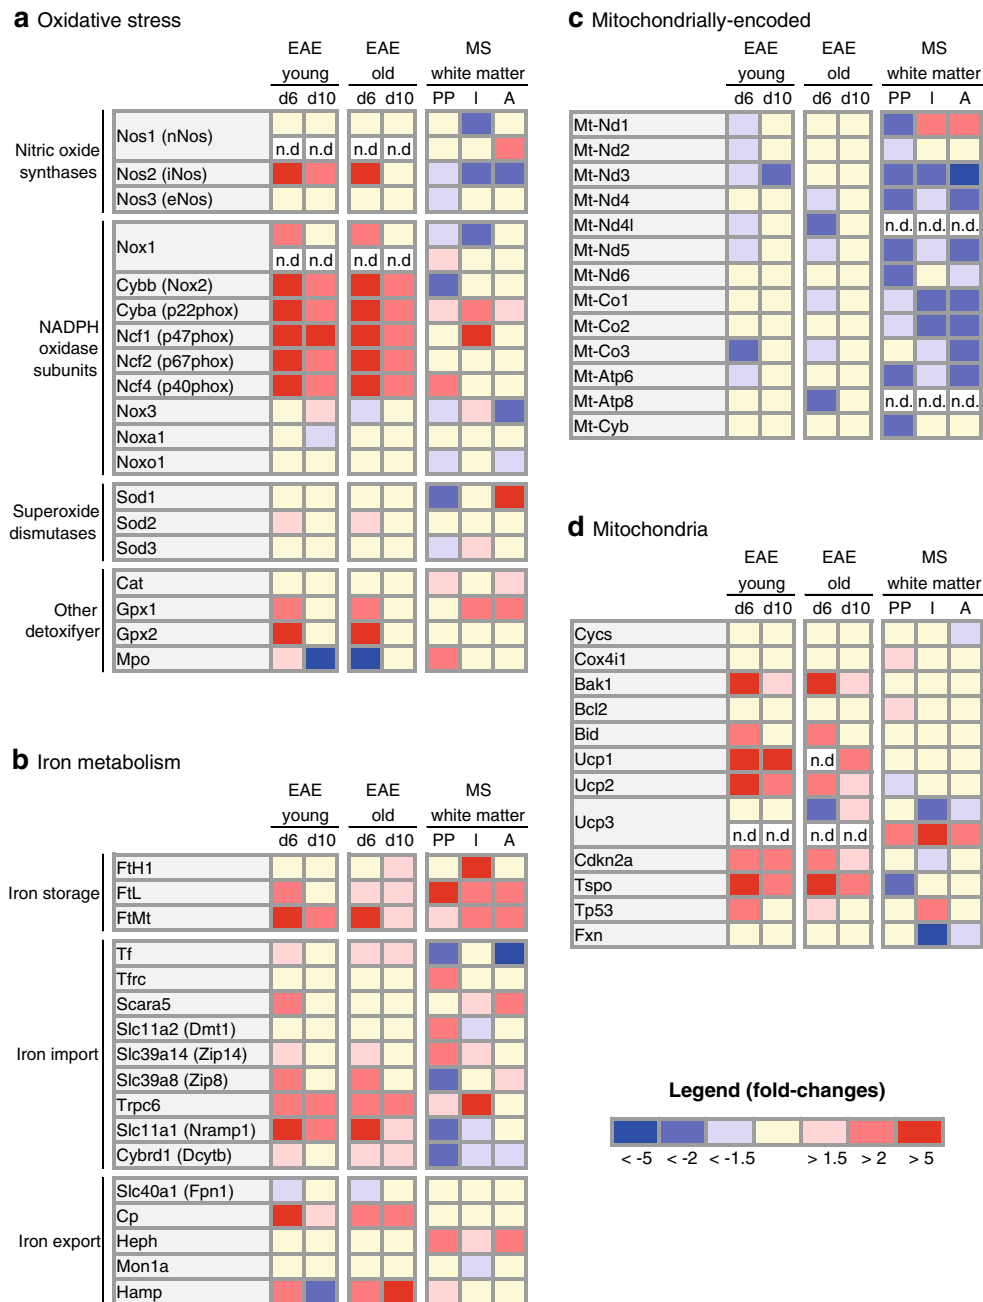 a Oxidative stress
EAE EAE MS
young old white matter
d6 d10 d6 d10 PP I A
Nitric oxide synthases
Nos1 (nNos)
n.d n.d n.d n.d
Nos2 (iNos)
Nos3 (eNos)
NADPH oxidase subunits
Nox1
n.d n.d n.d n.d
Cybb (Nox2)
Cyba (p22phox)
Ncf1 (p47phox)
Ncf2 (p67phox)
Ncf4 (p40phox)
Nox3
Noxa1
Noxo1
Superoxide dismutases
Sod1
Sod2
Sod3
Other detoxifyer
Cat
Gpx1
Gpx2
Mpo
b Iron metabolism
EAE EAE MS
young old white matter
d6 d10 d6 d10 PP I A
Iron storage
FtH1
FtL
FtMt
Iron import
Tf
Tfrc
Scara5
Slc11a2 (Dmt1)
Slc39a14 (Zip14)
Slc39a8 (Zip8)
Trpc6
Slc11a1 (Nramp1)
Cybrd1 (Dcytb)
Iron export
Slc40a1 (Fpn1)
Cp
Heph
Mon1a
Hamp
c Mitochondrially-encoded
EAE EAE MS
young old white matter
d6 d10 d6 d10 PP I A
Mt-Nd1
Mt-Nd2
Mt-Nd3
Mt-Nd4
Mt-Nd4l n.d. n.d. n.d.
Mt-Nd5
Mt-Nd6
Mt-Co1
Mt-Co2
Mt-Co3
Mt-Atp6
Mt-Atp8 n.d. n.d. n.d.
Mt-Cyb
d Mitochondria
EAE EAE MS
young old white matter
d6 d10 d6 d10 PP I A
Cycs
Cox4i1
Bak1
Bcl2
Bid
Ucp1 n.d
Ucp2
Ucp3
n.d n.d n.d n.d
Cdkn2a
Tspo
Tp53
Fxn
Legend (fold-changes)
< -5 < -2 < -1.5 > 1.5 > 2 > 5